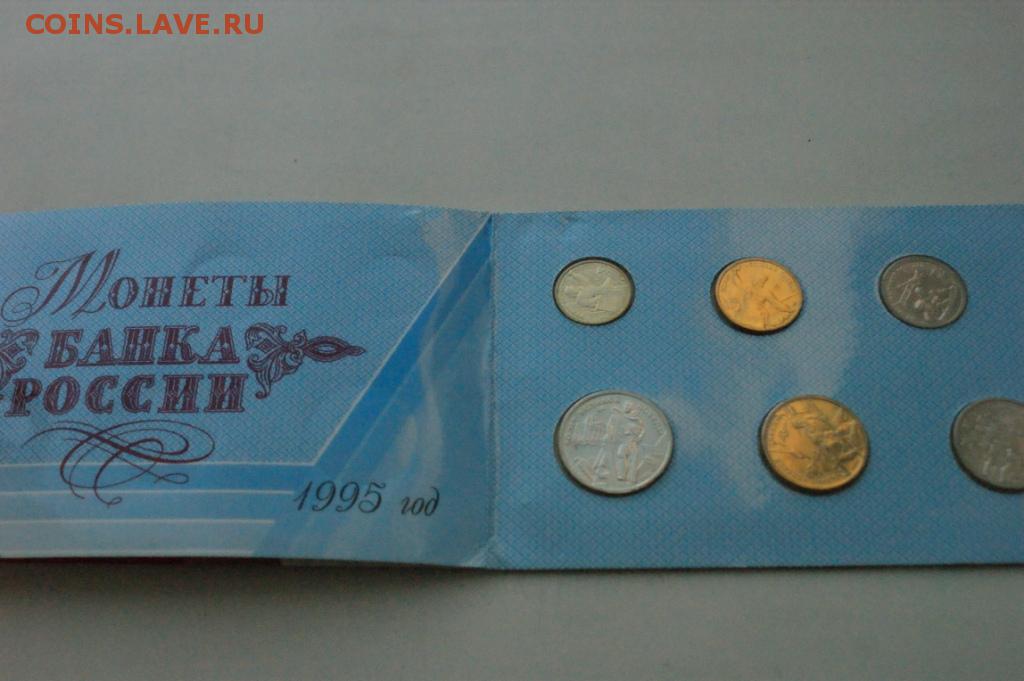 COINS.LAVE.RU
Монеты
БАНКА
РОССИИ
1995 год